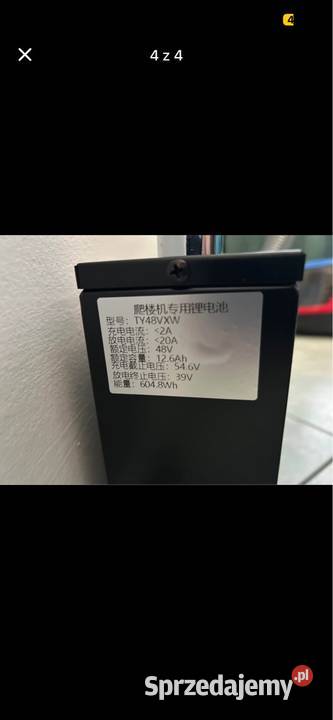 4
4 z 4
爬楼机专用锂电池
型号：TY48VXW
充电电流：<2A
放电电流：<20A
额定电压：48V
额定容量：12.6Ah
充电截止电压：54.6V
放电终止电压：39V
能量：604.8Wh
Sprzedajemy.pl